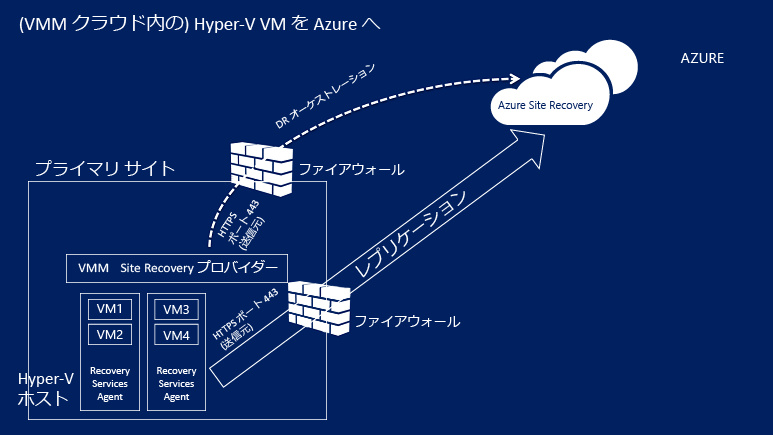 (VMM クラウド内の) Hyper-V VM を Azure へ
AZURE
DR オーケストレーション
Azure Site Recovery
プライマリ サイト
ファイアウォール
HTTPS
ポート 443
(送信元)
レプリケーション
VMM Site Recovery プロバイダー
HTTPS ポート 443
(送信元)
ファイアウォール
VM1
VM2
Recovery
Services
Agent
VM3
VM4
Recovery
Services
Agent
Hyper-V
ホスト